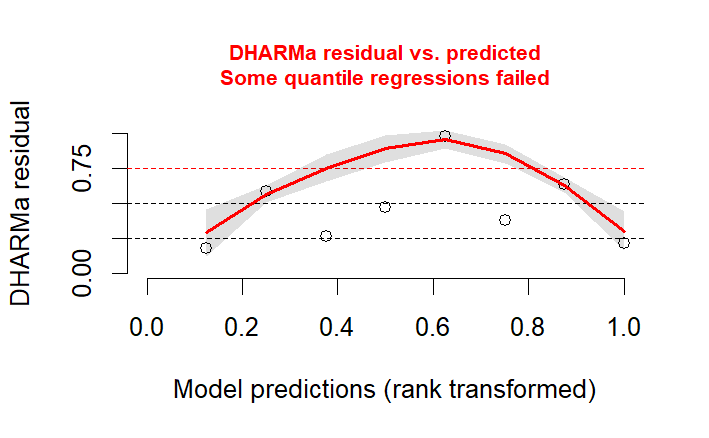 DHARMa residual vs. predicted
Some quantile regressions failed
DHARMa residual
0.75
0.00
0.0 0.2 0.4 0.6 0.8 1.0
Model predictions (rank transformed)